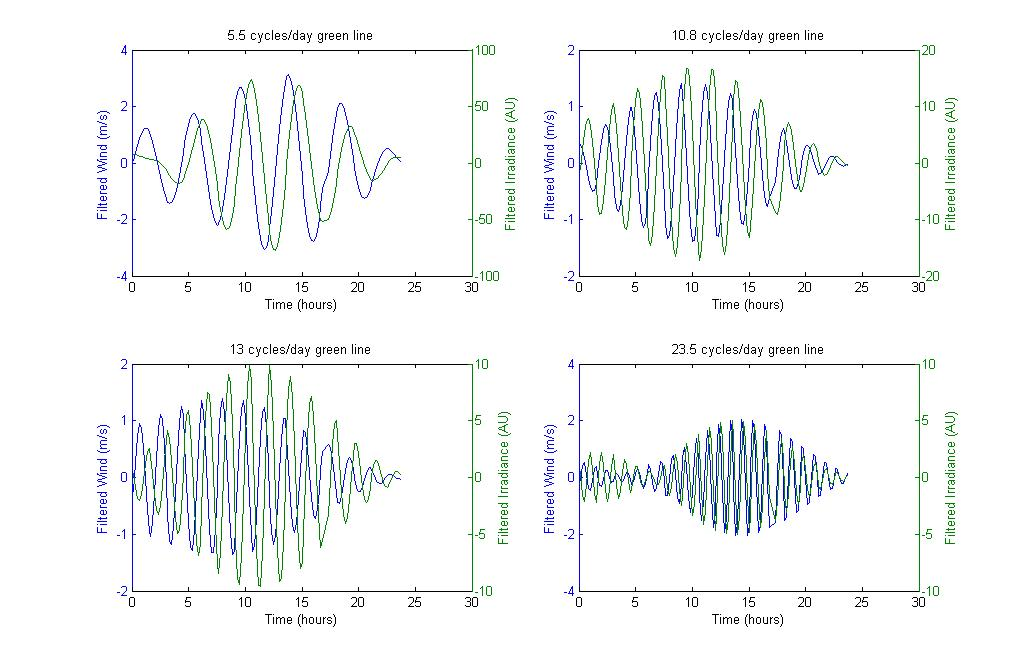 5.5 cycles/day green line
4
2
0
-2
-4
Filtered Wind (m/s)
100
50
0
-50
-100
Filtered Irradiance (AU)
0 5 10 15 20 25 30
Time (hours)
10.8 cycles/day green line
2
1
0
-1
-2
Filtered Wind (m/s)
20
10
0
-10
-20
Filtered Irradiance (AU)
0 5 10 15 20 25 30
Time (hours)
13 cycles/day green line
2
1
0
-1
-2
Filtered Wind (m/s)
10
5
0
-5
-10
Filtered Irradiance (AU)
0 5 10 15 20 25 30
Time (hours)
23.5 cycles/day green line
4
2
0
-2
-4
Filtered Wind (m/s)
10
5
0
-5
-10
Filtered Irradiance (AU)
0 5 10 15 20 25 30
Time (hours)